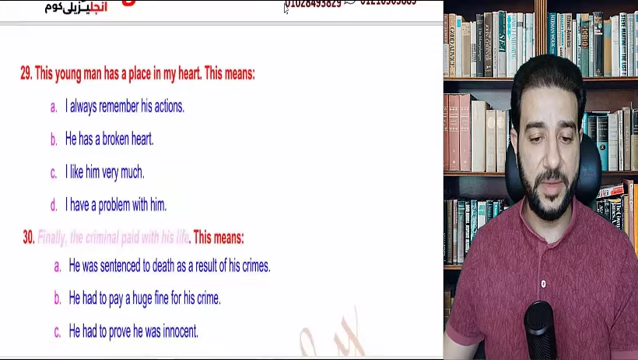 انجليزيلي كوم
29. This young man has a place in my heart. This means:
a. I always remember his actions.
b. He has a broken heart.
c. I like him very much.
d. I have a problem with him.
30. Finally, the criminal paid with his life. This means:
a. He was sentenced to death as a result of his crimes.
b. He had to pay a huge fine for his crime.
c. He had to prove he was innocent.